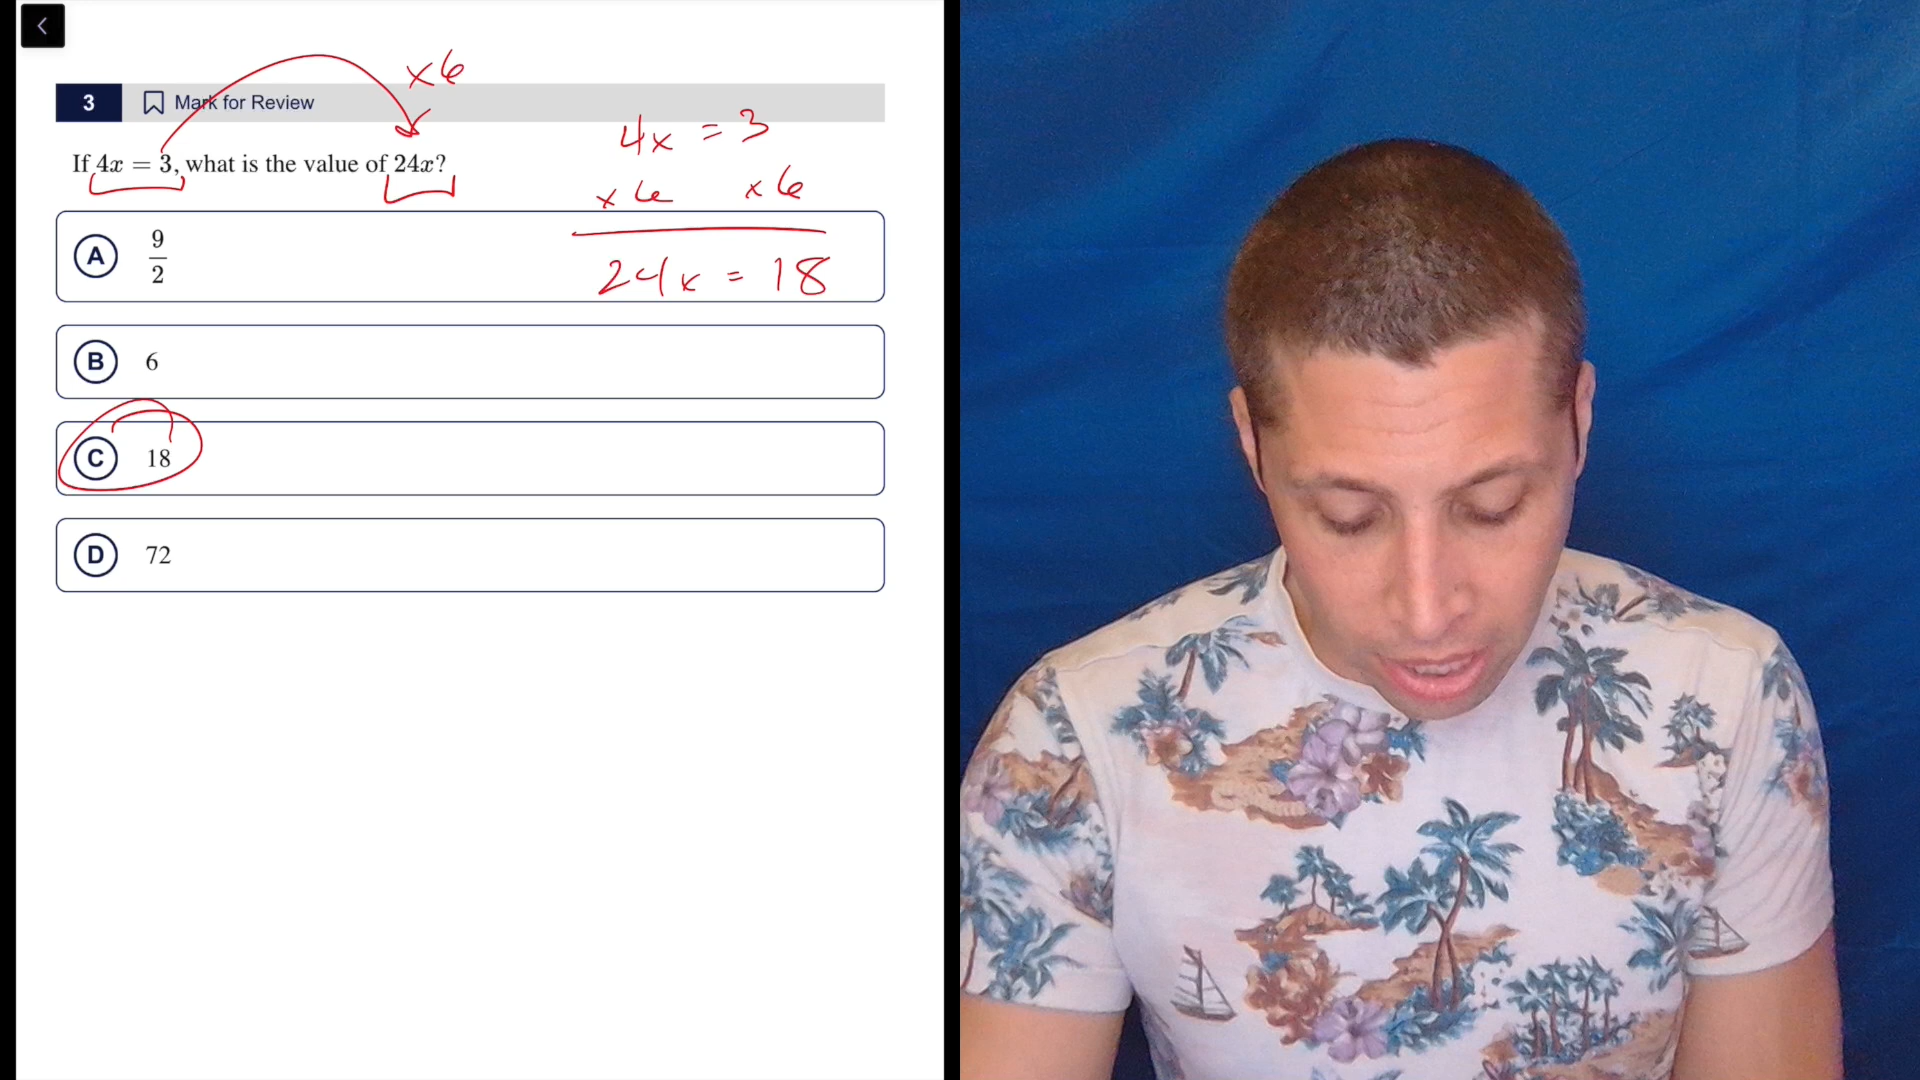 ×6
3 Mark for Review
4x = 3
If 4x = 3, what is the value of 24x?
×6 ×6
A 9/2
24x = 18
B 6
C 18
D 72